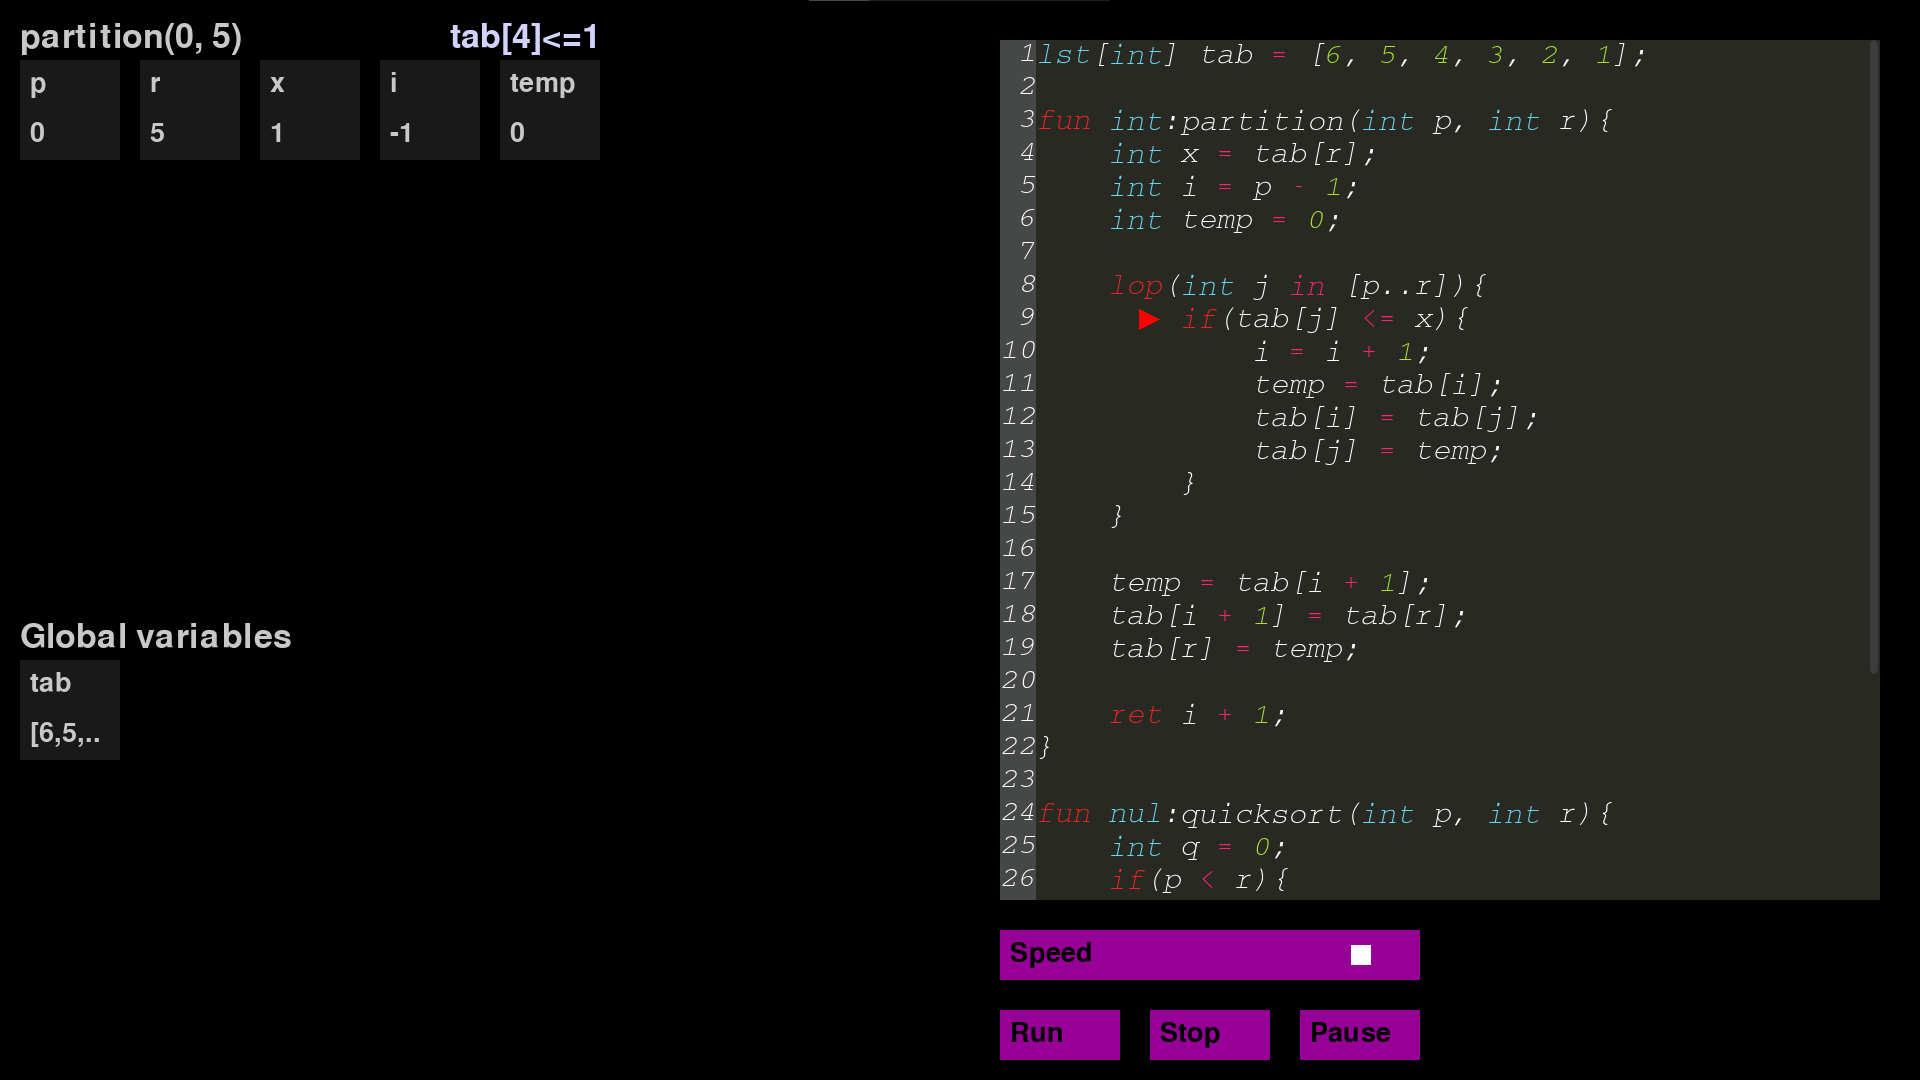 partition(0, 5) tab[4]<=1
p r x i temp
0 5 1 -1 0
Global variables
tab
[6,5,..
1 lst[int] tab = [6, 5, 4, 3, 2, 1];
2
3 fun int:partition(int p, int r){
4     int x = tab[r];
5     int i = p - 1;
6     int temp = 0;
7
8     lop(int j in [p..r]){
9         if(tab[j] <= x){
10             i = i + 1;
11             temp = tab[i];
12             tab[i] = tab[j];
13             tab[j] = temp;
14         }
15     }
16
17     temp = tab[i + 1];
18     tab[i + 1] = tab[r];
19     tab[r] = temp;
20
21     ret i + 1;
22 }
23
24 fun nul:quicksort(int p, int r){
25     int q = 0;
26     if(p < r){
Speed
Run Stop Pause